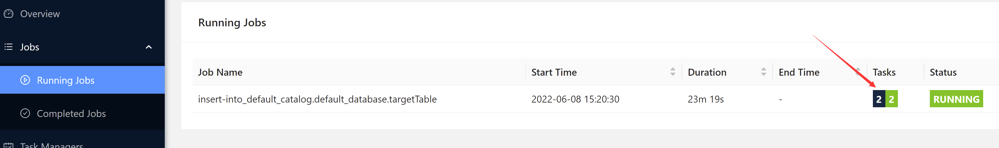 Overview
Jobs
Running Jobs
Completed Jobs
Task Managers
Running Jobs
Job Name Start Time Duration End Time Tasks Status
insert-into_default_catalog.default_database.targetTable 2022-06-08 15:20:30 23m 19s - 2 2 RUNNING